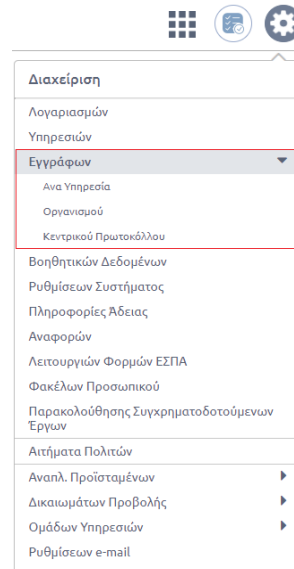 Διαχείριση
Λογαριασμών
Υπηρεσιών
Εγγράφων
Ανα Υπηρεσία
Οργανισμού
Κεντρικού Πρωτοκόλλου
Βοηθητικών Δεδομένων
Ρυθμίσεων Συστήματος
Πληροφορίες Άδειας
Αναφορών
Λειτουργιών Φορμών ΕΣΠΑ
Φακέλων Προσωπικού
Παρακολούθησης Συγχρηματοδοτούμενων
Έργων
Αιτήματα Πολιτών
Αναπλ. Προϊσταμένων
Δικαιωμάτων Προβολής
Ομάδων Υπηρεσιών
Ρυθμίσεων e-mail